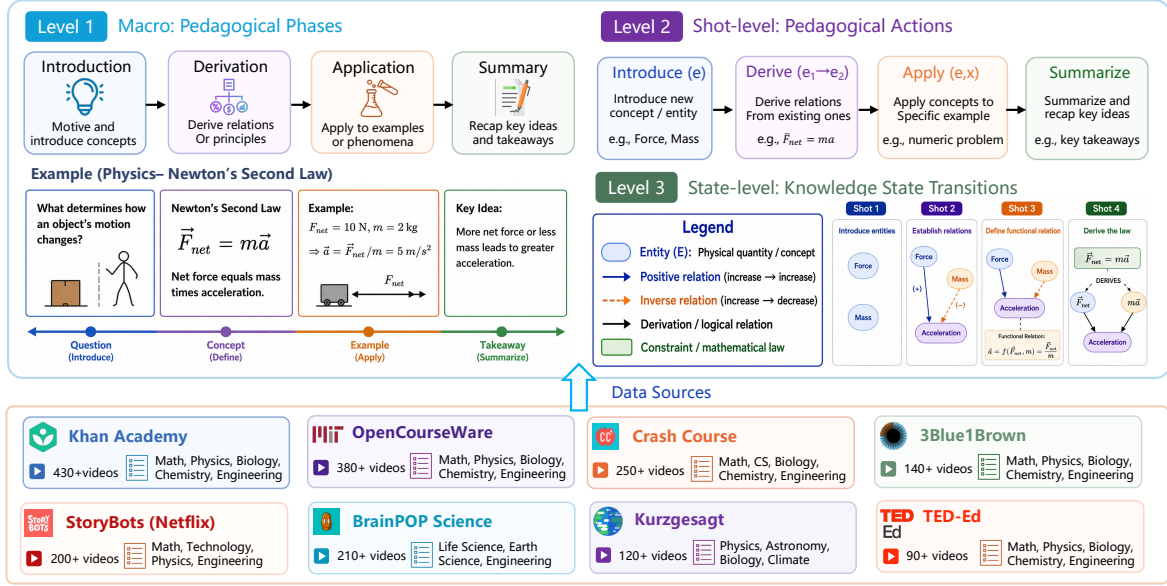 Level 1
Macro: Pedagogical Phases
Introduction
Motive and
introduce concepts
Derivation
Derive relations
Or principles
Application
Apply to examples
or phenomena
Summary
Recap key ideas
and takeaways
Example (Physics– Newton's Second Law)
What determines how
an object's motion
changes?
Newton's Second Law
F⃗net = ma⃗
Net force equals mass
times acceleration.
Example:
Fnet = 10 N, m = 2 kg
⇒ a⃗ = F⃗net/m = 5 m/s²
Fnet
Key Idea:
More net force or less
mass leads to greater
acceleration.
Question
(Introduce)
Concept
(Define)
Example
(Apply)
Takeaway
(Summarize)
Level 2
Shot-level: Pedagogical Actions
Introduce (e)
Introduce new
concept / entity
e.g., Force, Mass
Derive (e₁→e₂)
Derive relations
From existing ones
e.g., F⃗net = ma
Apply (e,x)
Apply concepts to
Specific example
e.g., numeric problem
Summarize
Summarize and
recap key ideas
e.g., key takeaways
Level 3
State-level: Knowledge State Transitions
Legend
Entity (E): Physical quantity / concept
Positive relation (increase → increase)
Inverse relation (increase → decrease)
Derivation / logical relation
Constraint / mathematical law
Shot 1
Introduce entities
Force
Mass
Shot 2
Establish relations
Force
Mass
(+)
(−)
Acceleration
Shot 3
Define functional relation
Force
Mass
Acceleration
Functional Relation:
a⃗ = f(F⃗net, m) = F⃗net/m
Shot 4
Derive the law
F⃗net = ma⃗
DERIVES
F⃗net
ma⃗
Acceleration
Data Sources
Khan Academy
430+videos
Math, Physics, Biology,
Chemistry, Engineering
MIT
OpenCourseWare
380+ videos
Math, Physics, Biology,
Chemistry, Engineering
CC
Crash Course
250+ videos
Math, CS, Biology,
Chemistry, Engineering
3Blue1Brown
140+ videos
Math, Physics, Biology,
Chemistry, Engineering
STORY
BOTS
StoryBots (Netflix)
200+ videos
Math, Technology,
Physics, Engineering
BrainPOP Science
210+ videos
Life Science, Earth
Science, Engineering
Kurzgesagt
120+ videos
Physics, Astronomy,
Biology, Climate
TED
Ed
TED-Ed
90+ videos
Math, Physics, Biology,
Chemistry, Engineering